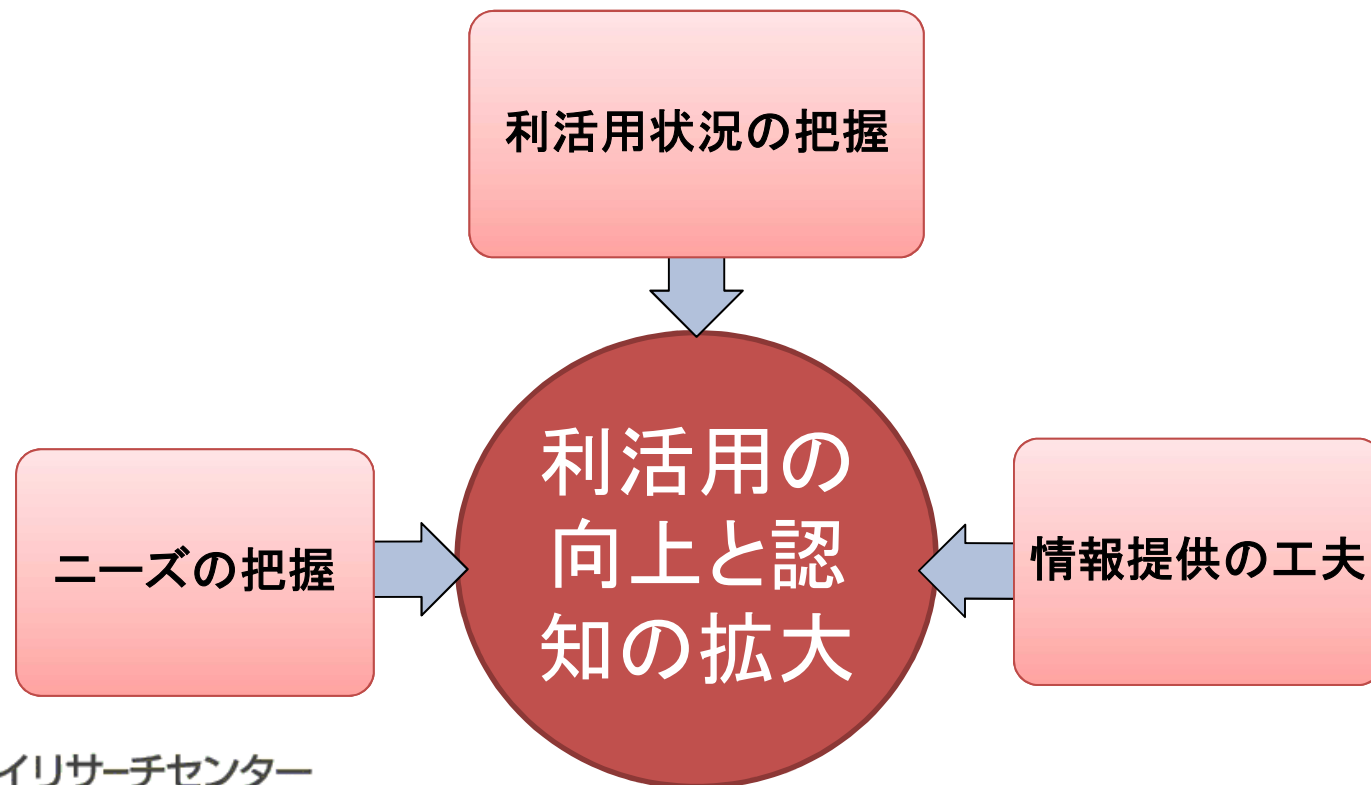 利活用状況の把握
利活用の
向上と認
知の拡大
ニーズの把握
情報提供の工夫
イリサーチセンター